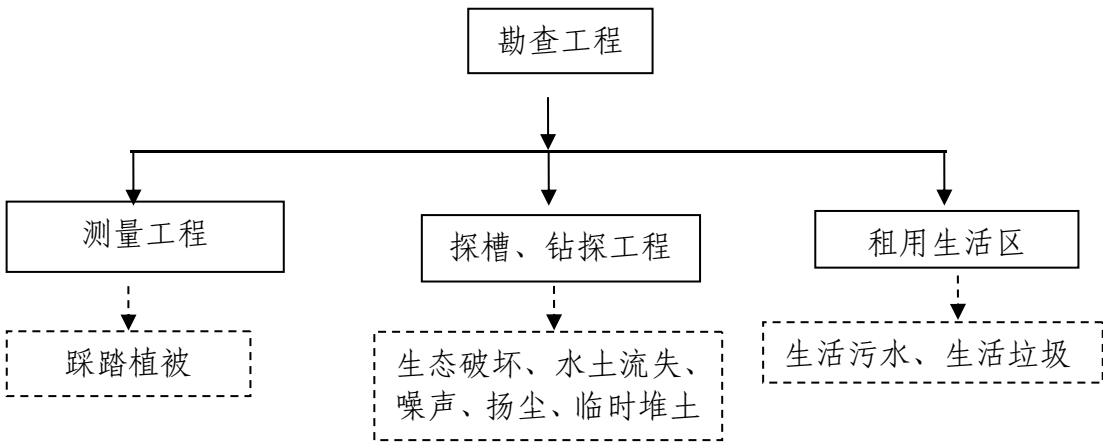 勘查工程
测量工程
探槽、钻探工程
租用生活区
踩踏植被
生态破坏、水土流失、
噪声、扬尘、临时堆土
生活污水、生活垃圾